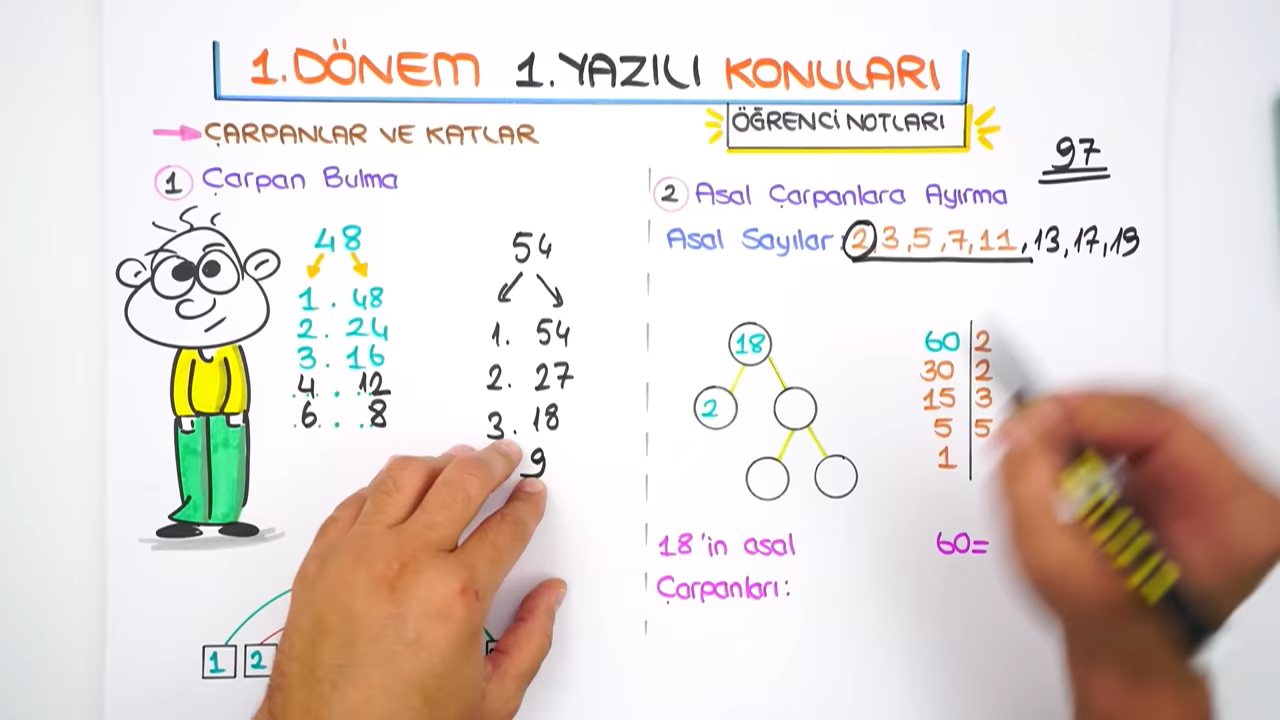 1.DÖNEM 1.YAZILI KONULARI
ÖĞRENCİ NOTLARI
ÇARPANLAR VE KATLAR
97
1 Çarpan Bulma
48
1 . 48
2 . 24
3 . 16
4 . 12
6 . 8
54
1. 54
2. 27
3. 18
9
1 2
2 Asal Çarpanlara Ayırma
Asal Sayılar: 2,3,5,7,11,13,17,19
18
2
60 2
30 2
15 3
5 5
1
18'in asal
Çarpanları:
60=